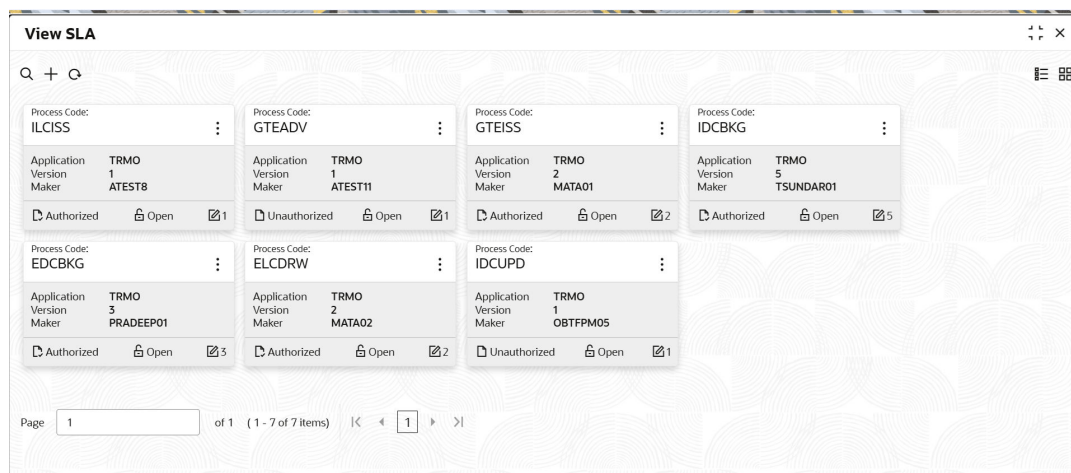 View SLA
Process Code:
ILCISS
Application TRMO
Version 1
Maker ATEST8
Authorized Open 1
Process Code:
GTEADV
Application TRMO
Version 1
Maker ATEST11
Unauthorized Open 1
Process Code:
GTEISS
Application TRMO
Version 2
Maker MATA01
Authorized Open 2
Process Code:
IDCBKG
Application TRMO
Version 5
Maker TSUNDAR01
Authorized Open 5
Process Code:
EDCBKG
Application TRMO
Version 3
Maker PRADEEP01
Authorized Open 3
Process Code:
ELCDRW
Application TRMO
Version 2
Maker MATA02
Authorized Open 2
Process Code:
IDCUPD
Application TRMO
Version 1
Maker OBTFPM05
Unauthorized Open 1
Page 1 of 1 ( 1 - 7 of 7 items) 1